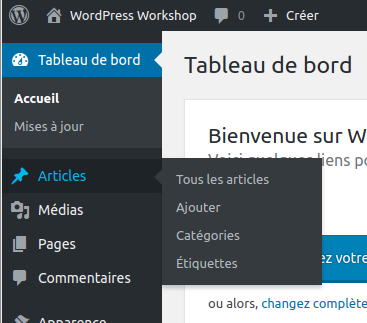 WordPress Workshop 0 Créer
Tableau de bord
Tableau de bord
Accueil
Mises à jour
Bienvenue sur W
Voici quelques liens po
Articles
Tous les articles
Ajouter
Catégories
Étiquettes
Médias
Pages
Commentaires
ez votre
ou alors, changez complète
Apparence